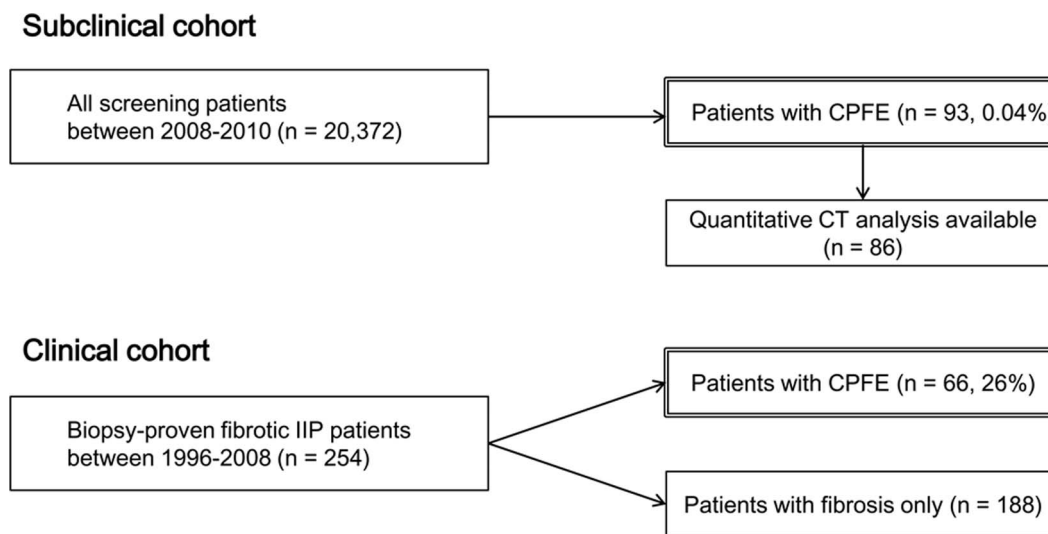 Subclinical cohort
All screening patients
between 2008-2010 (n = 20,372)
Patients with CPFE (n = 93, 0.04%
Quantitative CT analysis available
(n = 86)
Clinical cohort
Patients with CPFE (n = 66, 26%)
Biopsy-proven fibrotic IIP patients
between 1996-2008 (n = 254)
Patients with fibrosis only (n = 188)